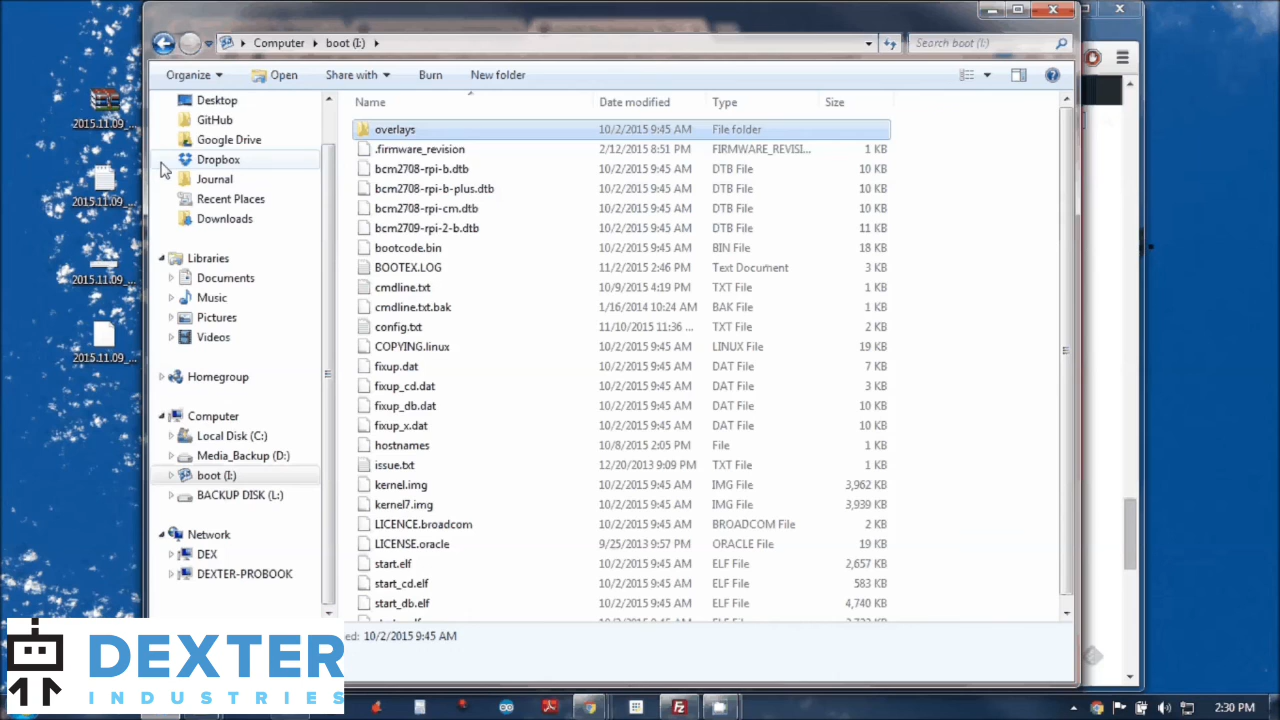 Computer
boot (I:)
Search boot (I:)
Organize
Open
Share with
Burn
New folder
Desktop
GitHub
Google Drive
Dropbox
Journal
Recent Places
Downloads
Libraries
Documents
Music
Pictures
Videos
Homegroup
Computer
Local Disk (C:)
Media_Backup (D:)
boot (I:)
BACKUP DISK (L:)
Network
DEX
DEXTER-PROBOOK
Name Date modified Type Size
overlays 10/2/2015 9:45 AM File folder
.firmware_revision 2/12/2015 8:51 PM FIRMWARE_REVISI... 1 KB
bcm2708-rpi-b.dtb 10/2/2015 9:45 AM DTB File 10 KB
bcm2708-rpi-b-plus.dtb 10/2/2015 9:45 AM DTB File 10 KB
bcm2708-rpi-cm.dtb 10/2/2015 9:45 AM DTB File 10 KB
bcm2709-rpi-2-b.dtb 10/2/2015 9:45 AM DTB File 11 KB
bootcode.bin 10/2/2015 9:45 AM BIN File 18 KB
BOOTEX.LOG 11/2/2015 2:46 PM Text Document 3 KB
cmdline.txt 10/9/2015 4:19 PM TXT File 1 KB
cmdline.txt.bak 1/16/2014 10:24 AM BAK File 1 KB
config.txt 11/10/2015 11:36 ... TXT File 2 KB
COPYING.linux 10/2/2015 9:45 AM LINUX File 19 KB
fixup.dat 10/2/2015 9:45 AM DAT File 7 KB
fixup_cd.dat 10/2/2015 9:45 AM DAT File 3 KB
fixup_db.dat 10/2/2015 9:45 AM DAT File 10 KB
fixup_x.dat 10/2/2015 9:45 AM DAT File 10 KB
hostnames 10/8/2015 2:05 PM File 1 KB
issue.txt 12/20/2013 9:09 PM TXT File 1 KB
kernel.img 10/2/2015 9:45 AM IMG File 3,962 KB
kernel7.img 10/2/2015 9:45 AM IMG File 3,939 KB
LICENCE.broadcom 10/2/2015 9:45 AM BROADCOM File 2 KB
LICENSE.oracle 9/25/2013 9:57 PM ORACLE File 19 KB
start.elf 10/2/2015 9:45 AM ELF File 2,657 KB
start_cd.elf 10/2/2015 9:45 AM ELF File 583 KB
start_db.elf 10/2/2015 9:45 AM ELF File 4,740 KB
ed: 10/2/2015 9:45 AM
2015.11.09_...
2015.11.09_...
2015.11.09_...
2015.11.09_...
DEXTER
INDUSTRIES
Fz
2:30 PM